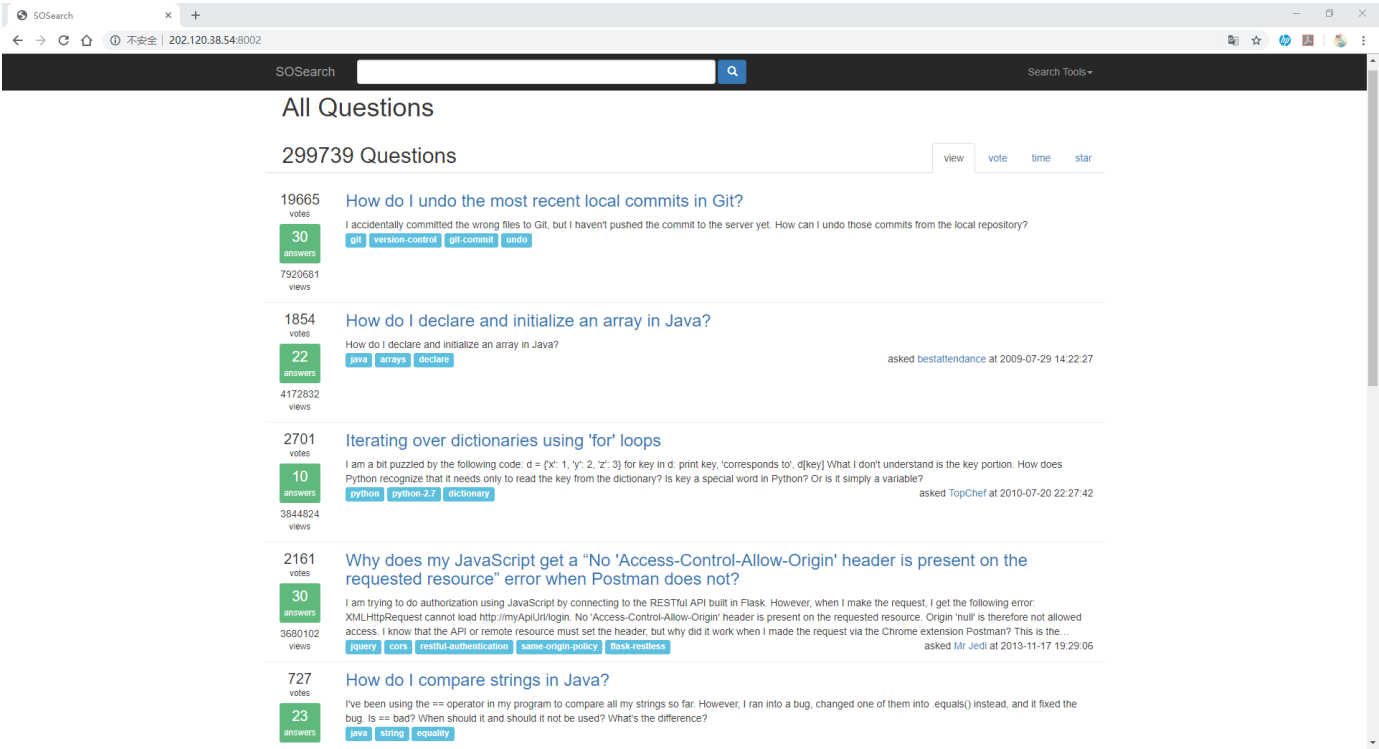 SOSearch
不安全 | 202.120.38.54:8002
SOSearch
Search Tools
All Questions
299739 Questions
view vote time star
19665
votes
30
answers
7920681
views
How do I undo the most recent local commits in Git?
I accidentally committed the wrong files to Git, but I haven't pushed the commit to the server yet. How can I undo those commits from the local repository?
git version-control git-commit undo
1854
votes
22
answers
4172832
views
How do I declare and initialize an array in Java?
How do I declare and initialize an array in Java?
java arrays declare
asked bestattendance at 2009-07-29 14:22:27
2701
votes
10
answers
3844824
views
Iterating over dictionaries using 'for' loops
I am a bit puzzled by the following code: d = {'x': 1, 'y': 2, 'z': 3} for key in d: print key, 'corresponds to', d[key] What I don't understand is the key portion. How does
Python recognize that it needs only to read the key from the dictionary? Is key a special word in Python? Or is it simply a variable?
python python-2.7 dictionary
asked TopChef at 2010-07-20 22:27:42
2161
votes
30
answers
3680102
views
Why does my JavaScript get a “No 'Access-Control-Allow-Origin' header is present on the
requested resource” error when Postman does not?
I am trying to do authorization using JavaScript by connecting to the RESTful API built in Flask. However, when I make the request, I get the following error:
XMLHttpRequest cannot load http://myApiUrl/login. No 'Access-Control-Allow-Origin' header is present on the requested resource. Origin 'null' is therefore not allowed
access. I know that the API or remote resource must set the header, but why did it work when I made the request via the Chrome extension Postman? This is the…
jquery cors restful-authentication same-origin-policy flask-restless
asked Mr Jedi at 2013-11-17 19:29:06
727
votes
23
answers
How do I compare strings in Java?
I've been using the == operator in my program to compare all my strings so far. However, I ran into a bug, changed one of them into .equals() instead, and it fixed the
bug. Is == bad? When should it and should it not be used? What's the difference?
java string equality